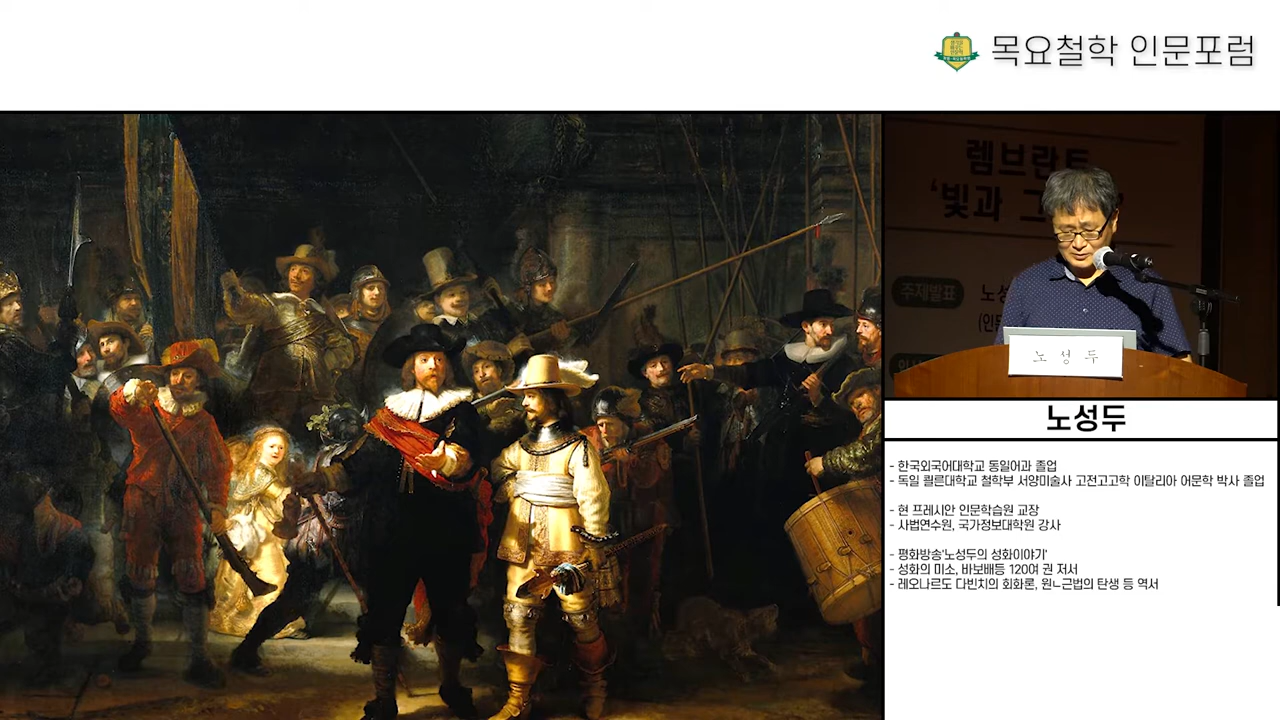 목요철학 인문포럼
렘브란트
'빛과 그
주제발표
노성두
노성두
- 한국외국어대학교 동일어과 졸업
- 독일 쾰른대학교 철학부 서양미술사 고전고고학 이탈리아 어문학 박사 졸업
- 현 프레시안 인문학습원 교장
- 사법연수원, 국가정보대학원 강사
- 평화방송'노성두의 성화이야기'
- 성화의 미소, 바보배등 120여 권 저서
- 레오나르도 다빈치의 회화론, 원ㄴ근법의 탄생 등 역서